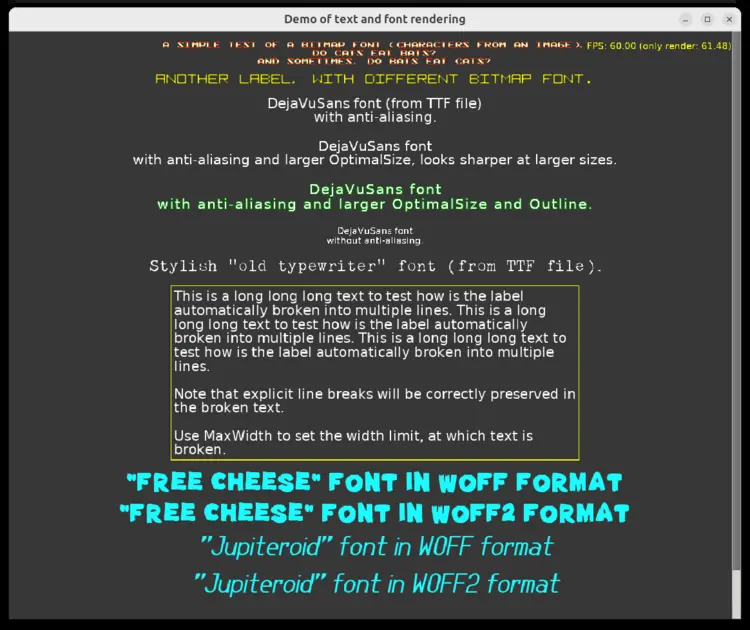 Demo of text and font rendering
A SIMPLE TEST OF A BITMAP FONT (CHARACTERS FROM AN IMAGE).
FPS: 60.00 (only render: 61.48)
DO CATS EAT BATS?
AND SOMETIMES, DO BATS EAT CATS?
ANOTHER LABEL, WITH DIFFERENT BITMAP FONT.
DejaVuSans font (from TTF file)
with anti-aliasing.
DejaVuSans font
with anti-aliasing and larger OptimalSize, looks sharper at larger sizes.
DejaVuSans font
with anti-aliasing and larger OptimalSize and Outline.
DejaVuSans font
without anti-aliasing.
Stylish "old typewriter" font (from TTF file).
This is a long long long text to test how is the label
automatically broken into multiple lines. This is a long
long long text to test how is the label automatically
broken into multiple lines. This is a long long long text to
test how is the label automatically broken into multiple
lines.
Note that explicit line breaks will be correctly preserved in
the broken text.
Use MaxWidth to set the width limit, at which text is
broken.
"FREE CHEESE" FONT IN WOFF FORMAT
"FREE CHEESE" FONT IN WOFF2 FORMAT
"Jupiteroid" font in WOFF format
"Jupiteroid" font in WOFF2 format